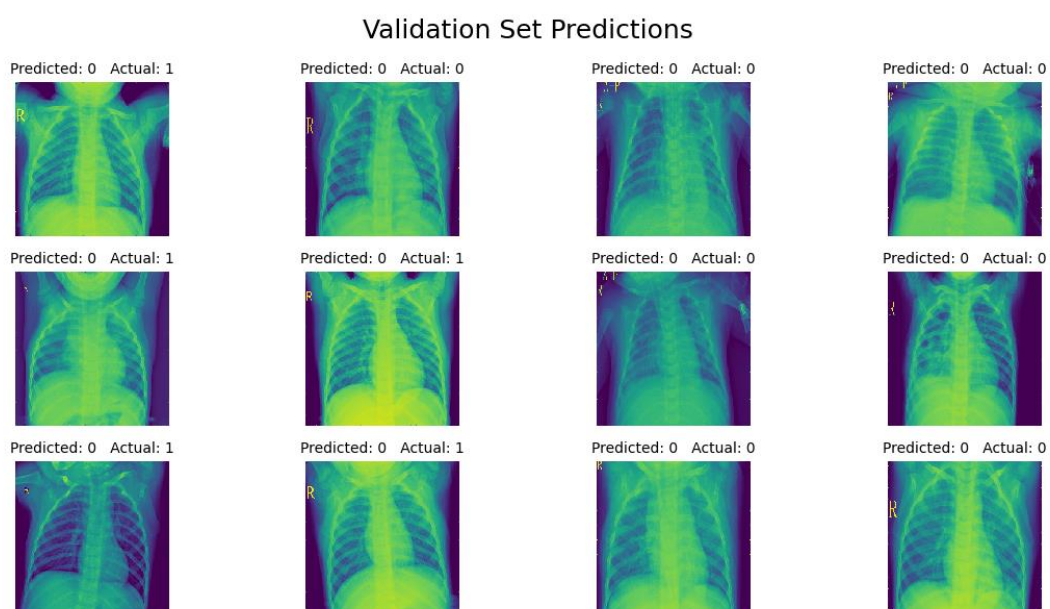 Validation Set Predictions
Predicted: 0 Actual: 1 Predicted: 0 Actual: 0 Predicted: 0 Actual: 0 Predicted: 0 Actual: 0
R R
Predicted: 0 Actual: 1 Predicted: 0 Actual: 1 Predicted: 0 Actual: 0 Predicted: 0 Actual: 0
R
Predicted: 0 Actual: 1 Predicted: 0 Actual: 1 Predicted: 0 Actual: 0 Predicted: 0 Actual: 0
R R